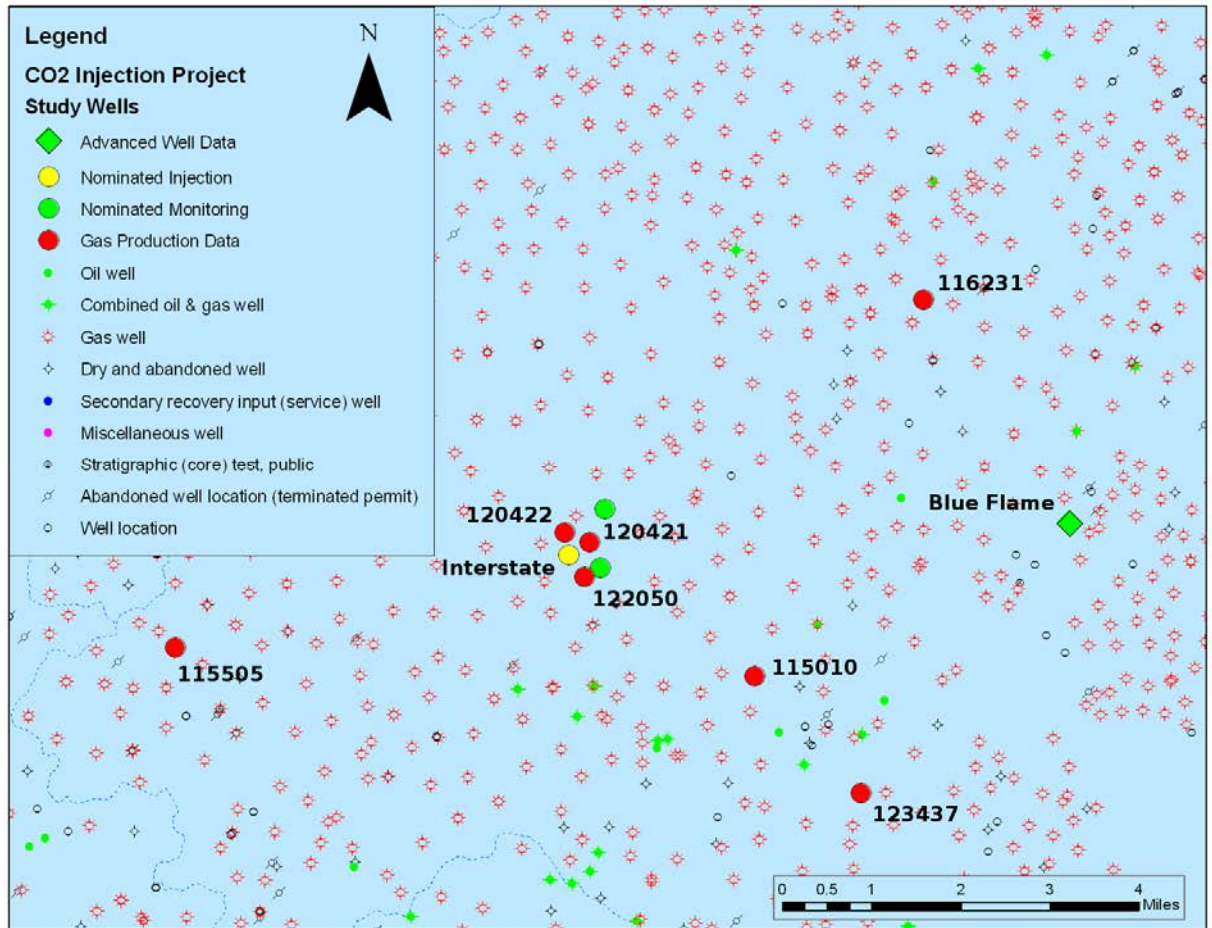 Legend
N
CO2 Injection Project
Study Wells
Advanced Well Data
Nominated Injection
Nominated Monitoring
Gas Production Data
Oil well
Combined oil & gas well
Gas well
Dry and abandoned well
Secondary recovery input (service) well
Miscellaneous well
Stratigraphic (core) test, public
Abandoned well location (terminated permit)
Well location
116231
Blue Flame
120422
120421
Interstate
122050
115505
115010
123437
0 0.5 1 2 3 4
Miles